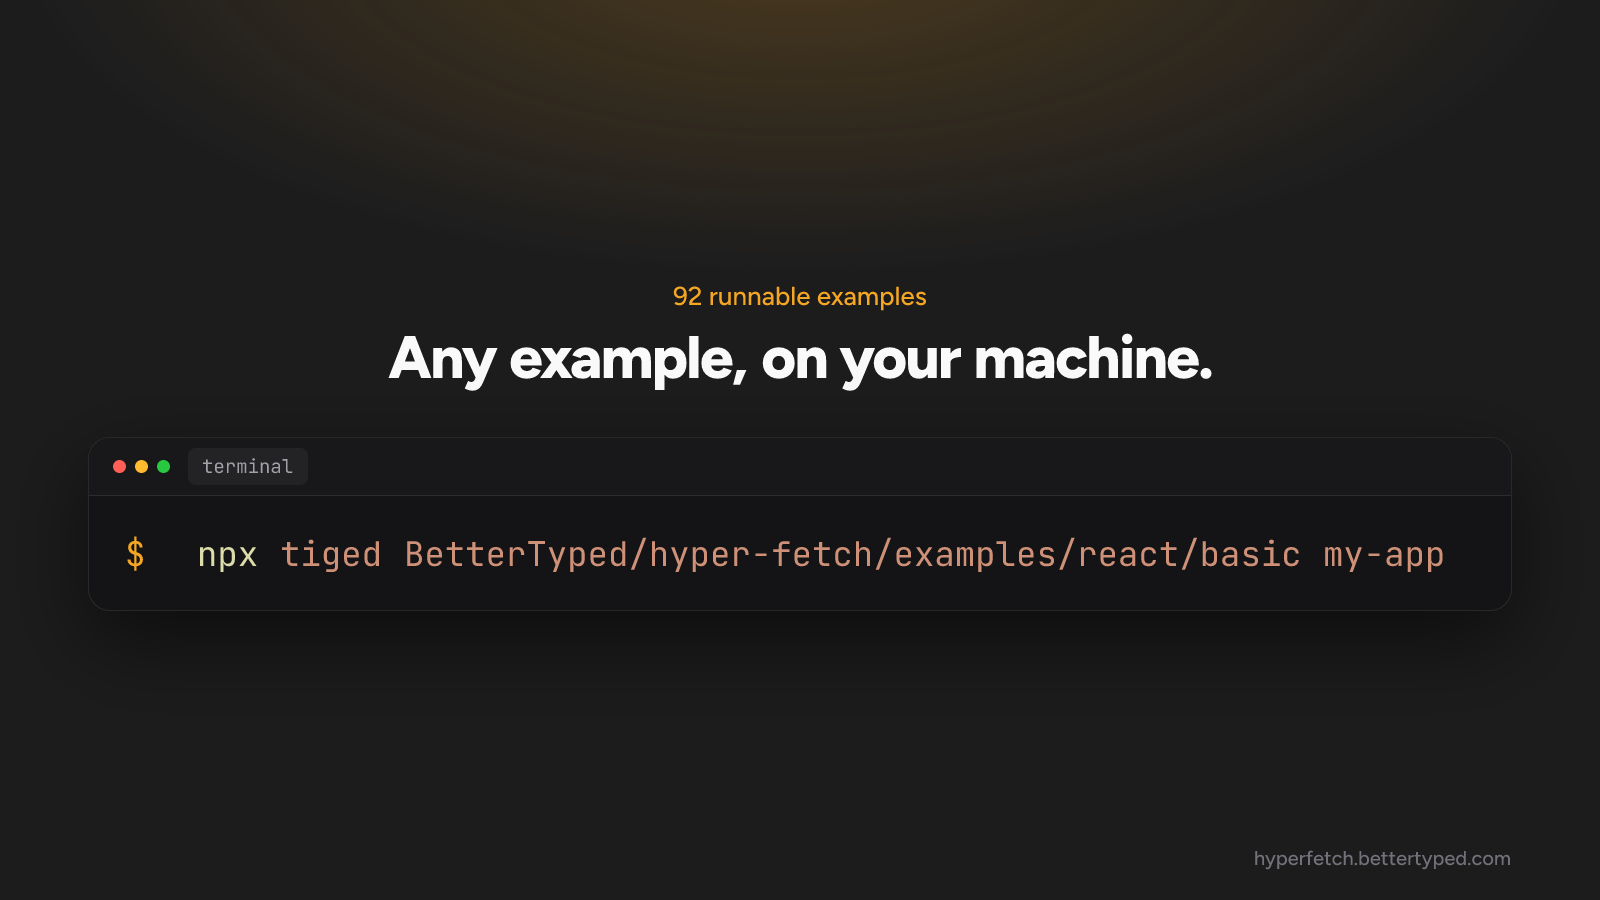 92 runnable examples
Any example, on your machine.
terminal
$ npx tiged BetterTyped/hyper-fetch/examples/react/basic my-app
hyperfetch.bettertyped.com